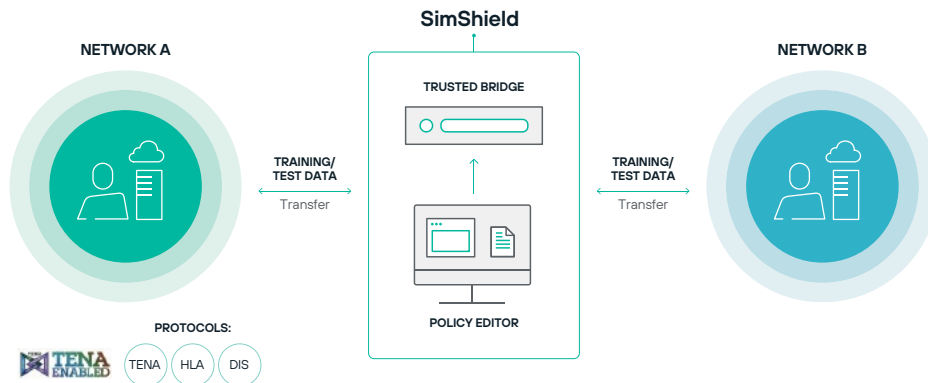 SimShield
NETWORK A
NETWORK B
TRUSTED BRIDGE
TRAINING/
TEST DATA
Transfer
TRAINING/
TEST DATA
Transfer
POLICY EDITOR
PROTOCOLS:
TENA
ENABLED
TENA
HLA
DIS